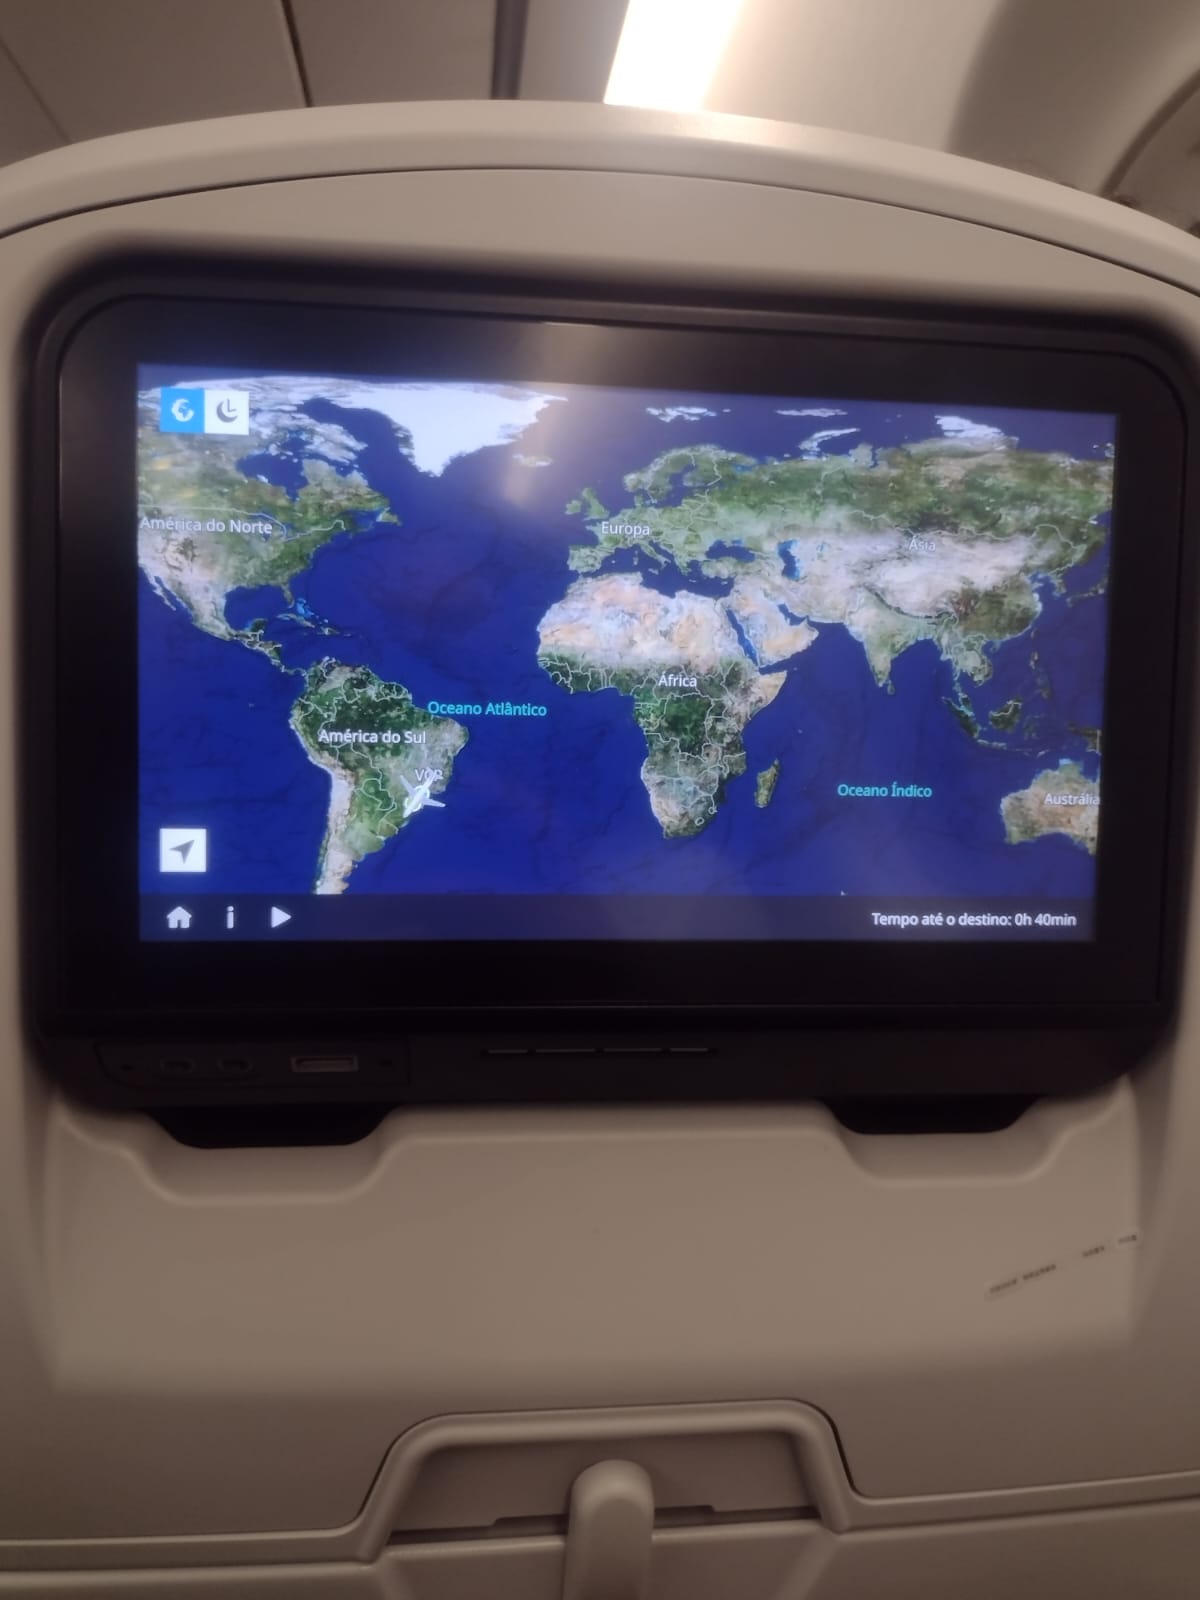 América do Norte
Europa
Ásia
África
Oceano Atlântico
América do Sul
VCP
Oceano Índico
Austrália
Tempo até o destino: 0h 40min